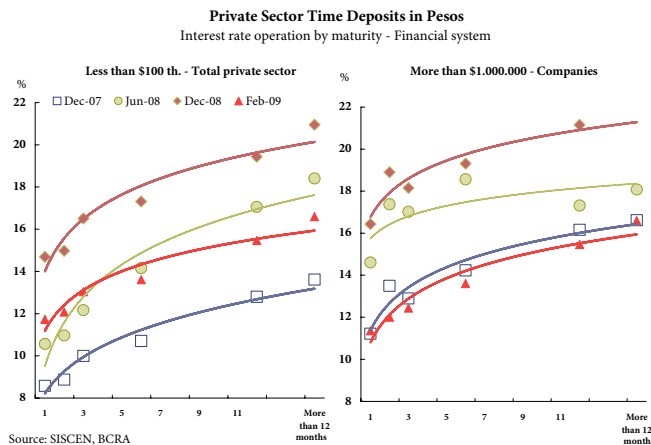 Private Sector Time Deposits in Pesos
Interest rate operation by maturity - Financial system
Less than $100 th. - Total private sector
%
Dec-07 Jun-08 Dec-08 Feb-09
22
20
18
16
14
12
10
8
1 3 5 7 9 11 More
than 12
months
More than $1.000.000 - Companies
%
22
20
18
16
14
12
10
8
1 3 5 7 9 11 More
than 12
months
Source: SISCEN, BCRA